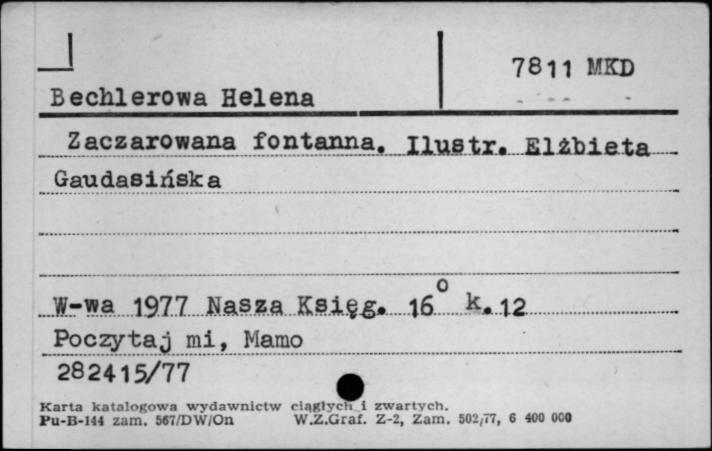 7811 MKD
Bechlerowa Helena
Zaczarowana fontanna. Ilustr. Elżbieta
Gaudasińska
W-wa 1977 Nasza Księg. 16° k. 12
Poczytaj mi, Mamo
282415/77
Karta katalogowa wydawnictw ciągłych i zwartych.
Pu-B-144 zam. 567/DW/On W.Z.Graf. Z-2, Zam. 502/77, 6 400 000